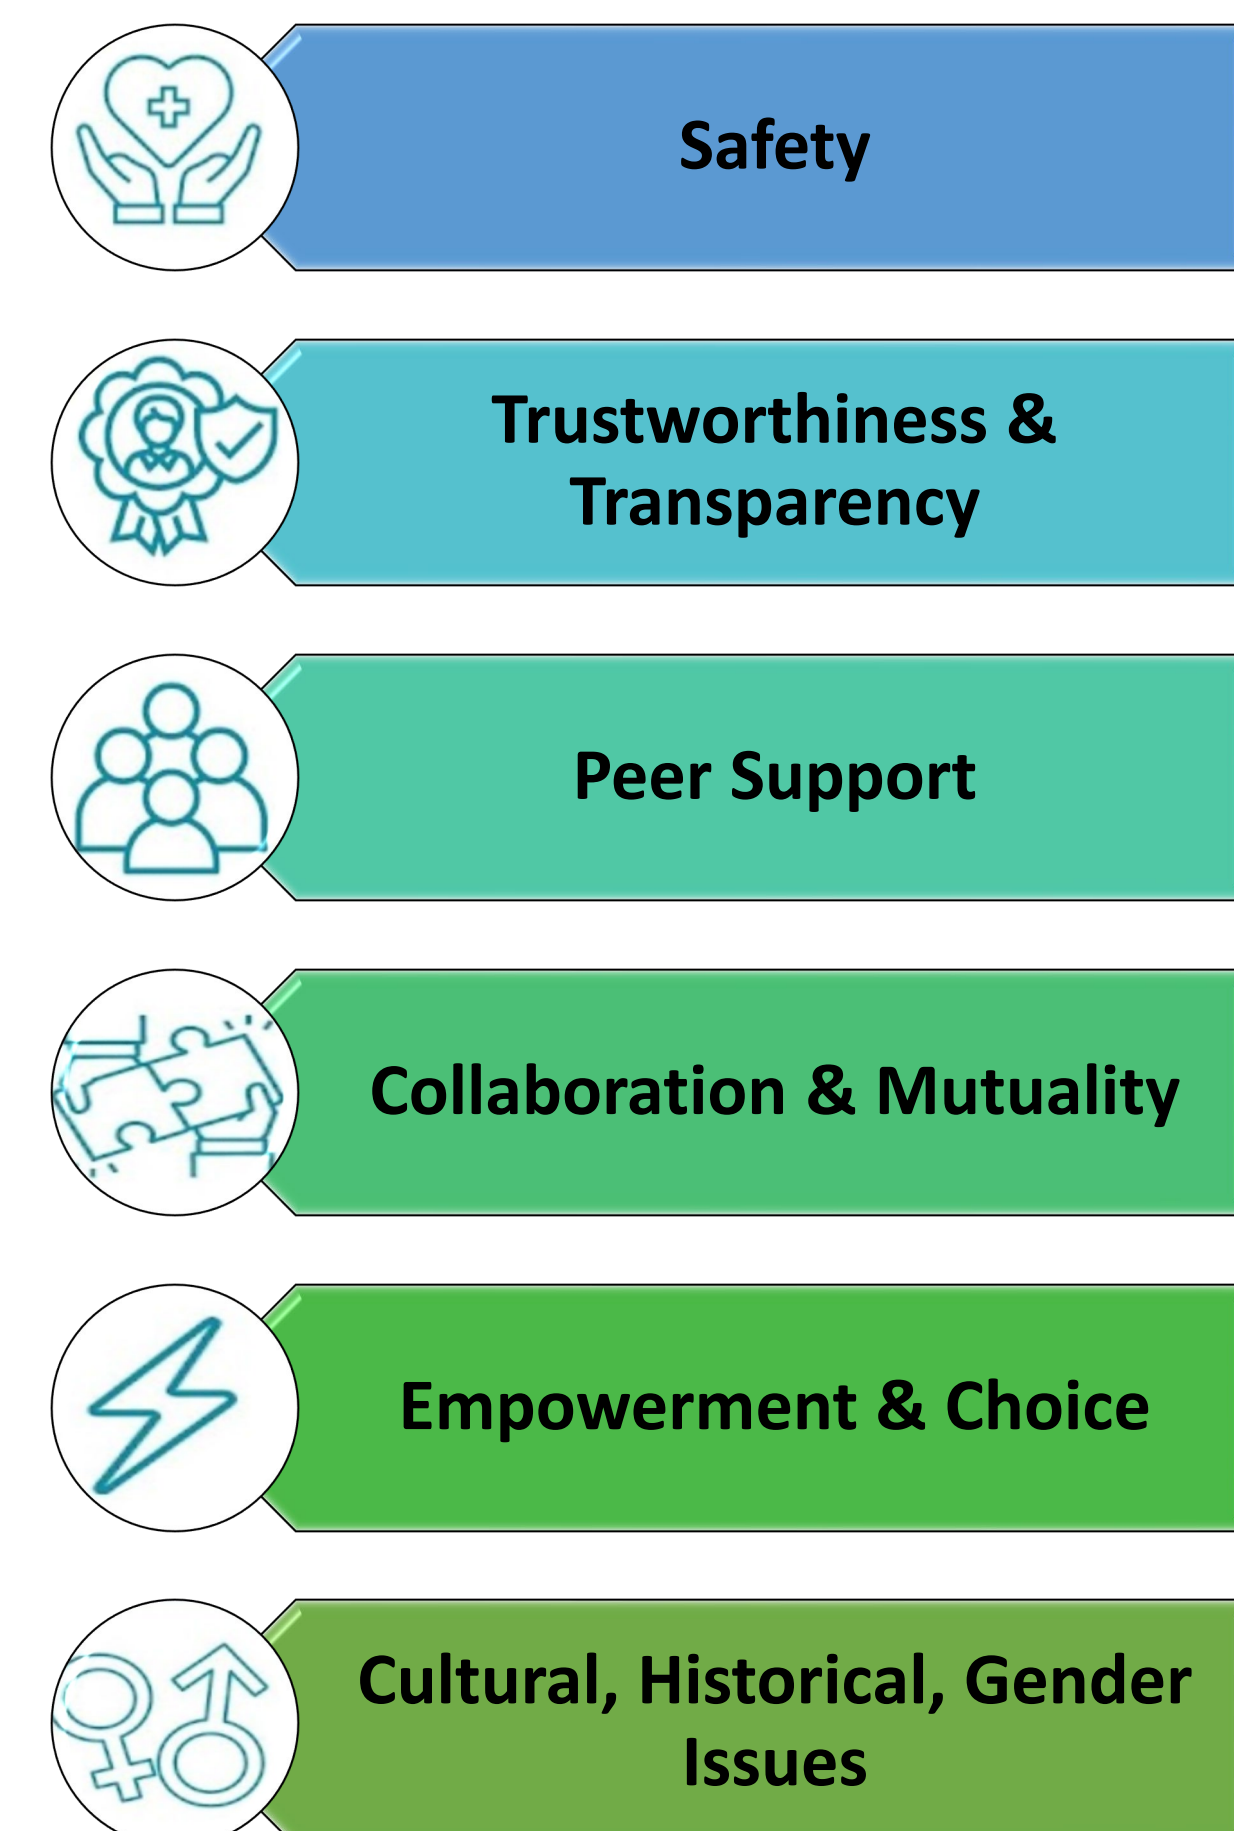 Safety
Trustworthiness &
Transparency
Peer Support
Collaboration & Mutuality
Empowerment & Choice
Cultural, Historical, Gender
Issues